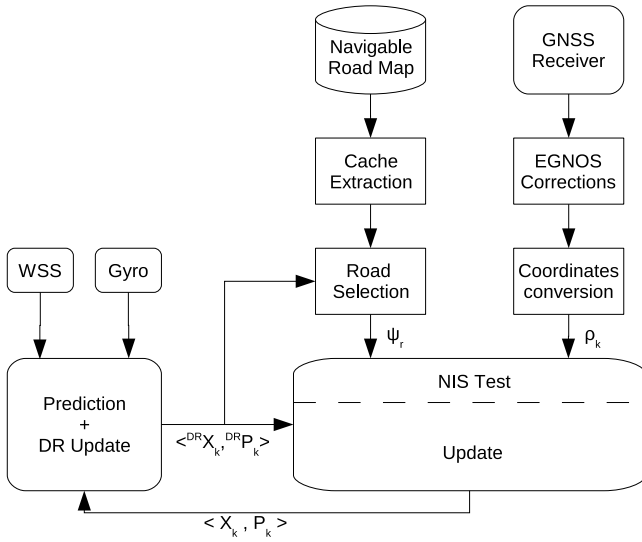 Navigable
Road Map
GNSS
Receiver
Cache
Extraction
EGNOS
Corrections
WSS
Gyro
Road
Selection
Coordinates
conversion
ψr
ρk
NIS Test
Prediction
+
DR Update
<DRXk,DRPk>
Update
< Xk , Pk >